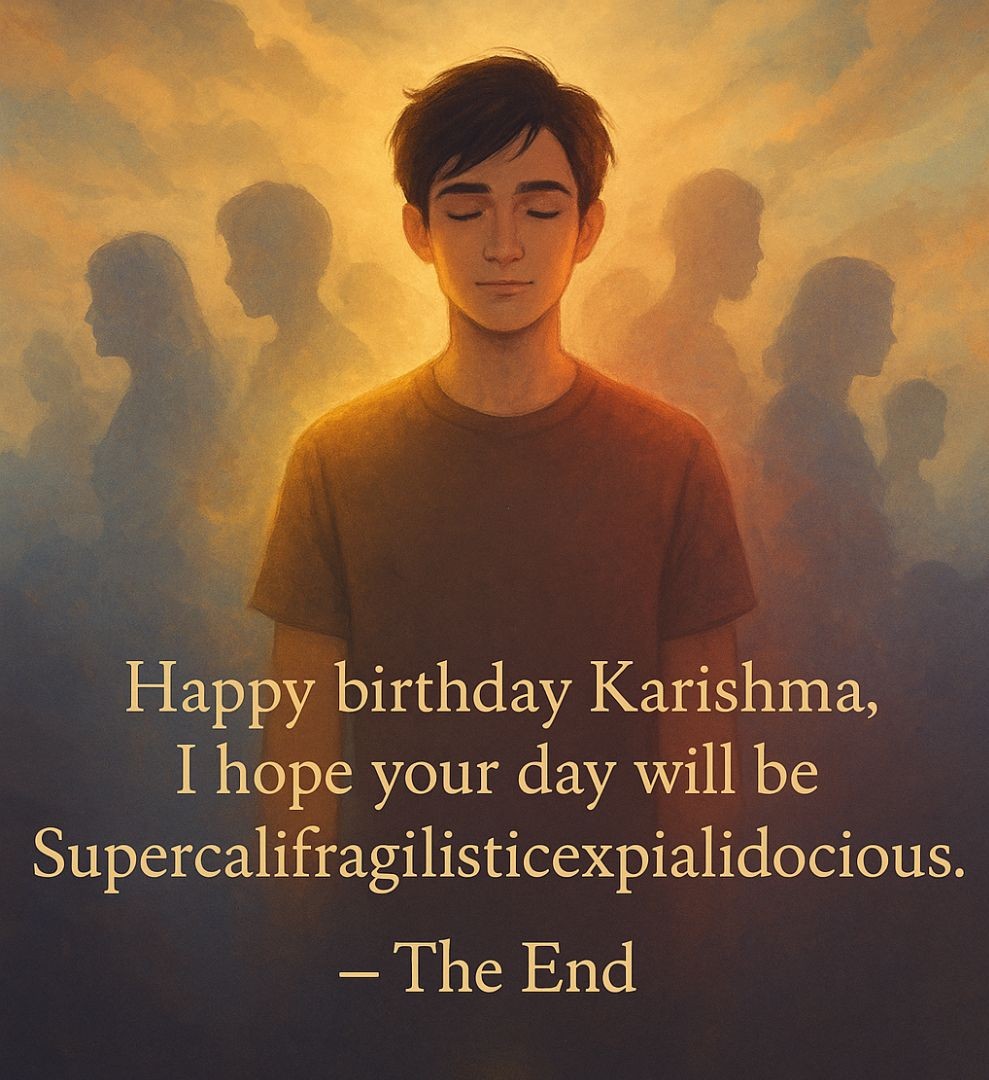 Happy birthday Karishma,
I hope your day will be
Supercalifragilisticexpialidocious.
– The End